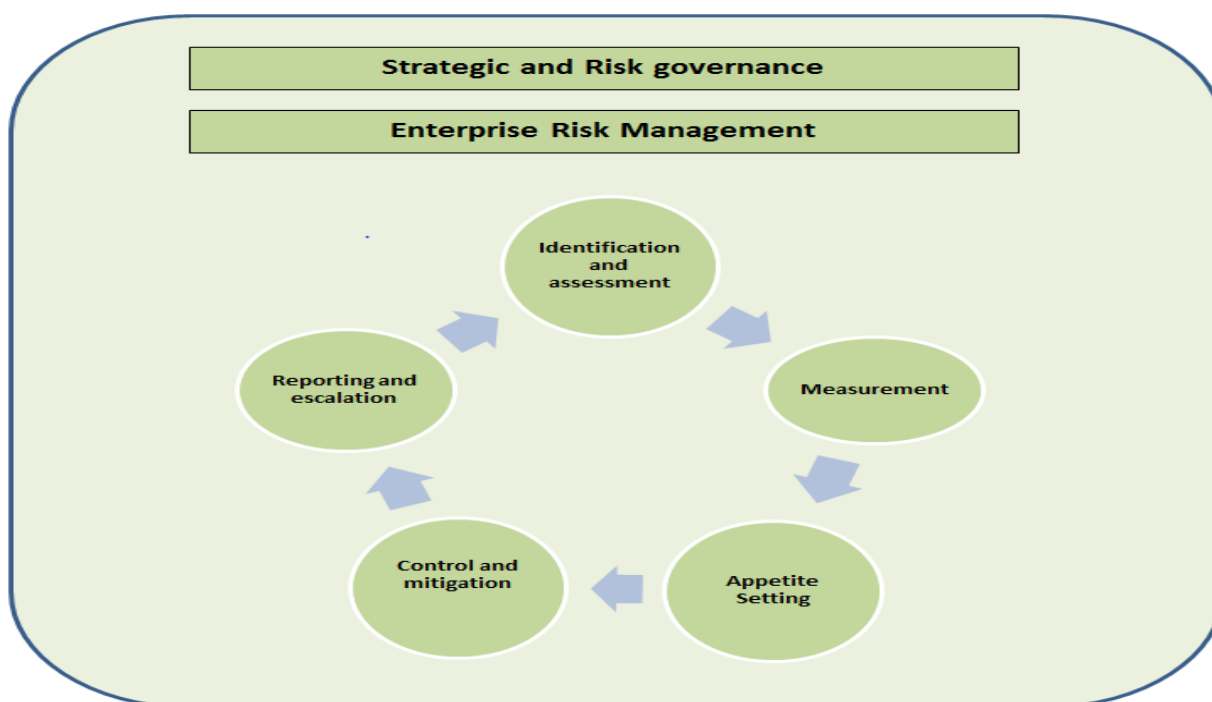 Strategic and Risk governance
Enterprise Risk Management
Identification
and
assessment
Measurement
Appetite
Setting
Control and
mitigation
Reporting and
escalation